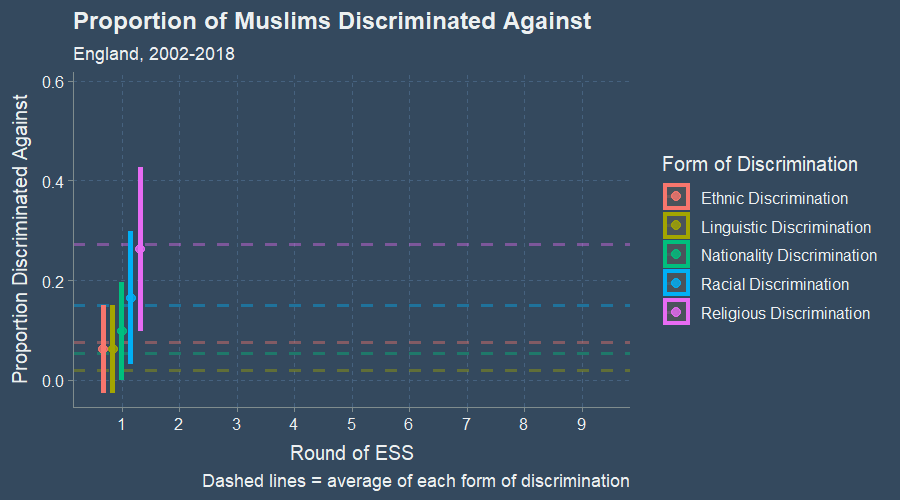 Proportion of Muslims Discriminated Against
England, 2002-2018
Proportion Discriminated Against
0.6
0.4
0.2
0.0
1 2 3 4 5 6 7 8 9
Round of ESS
Dashed lines = average of each form of discrimination
Form of Discrimination
Ethnic Discrimination
Linguistic Discrimination
Nationality Discrimination
Racial Discrimination
Religious Discrimination